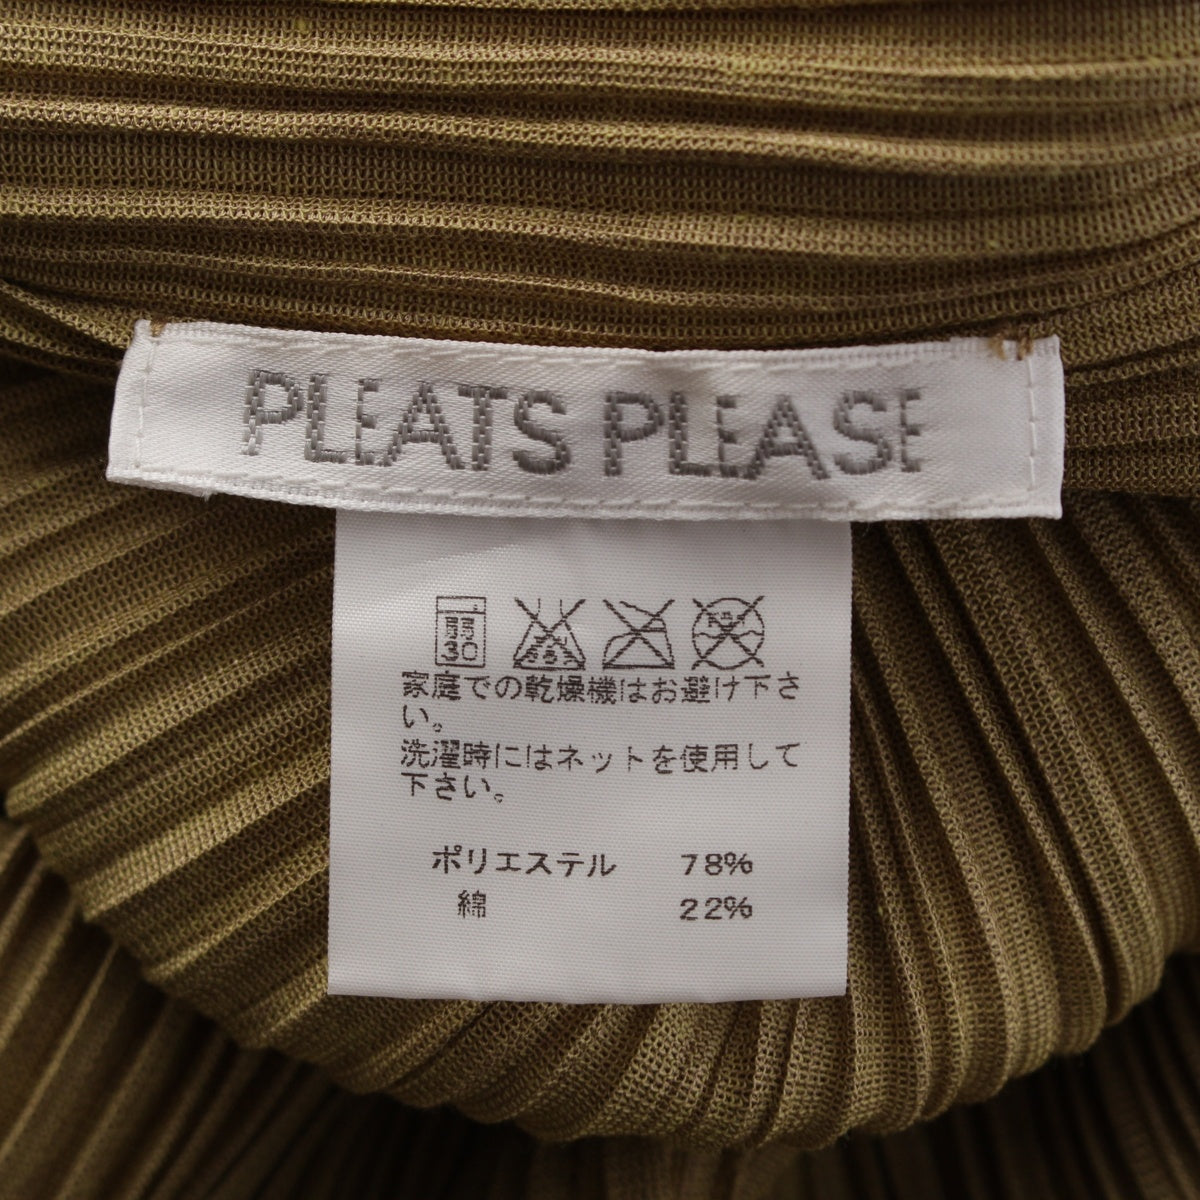 PLEATS PLEASE
弱
30
家庭での乾燥機はお避け下さ
い。
洗濯時にはネットを使用して
下さい。
ポリエステル 78%
綿 22%